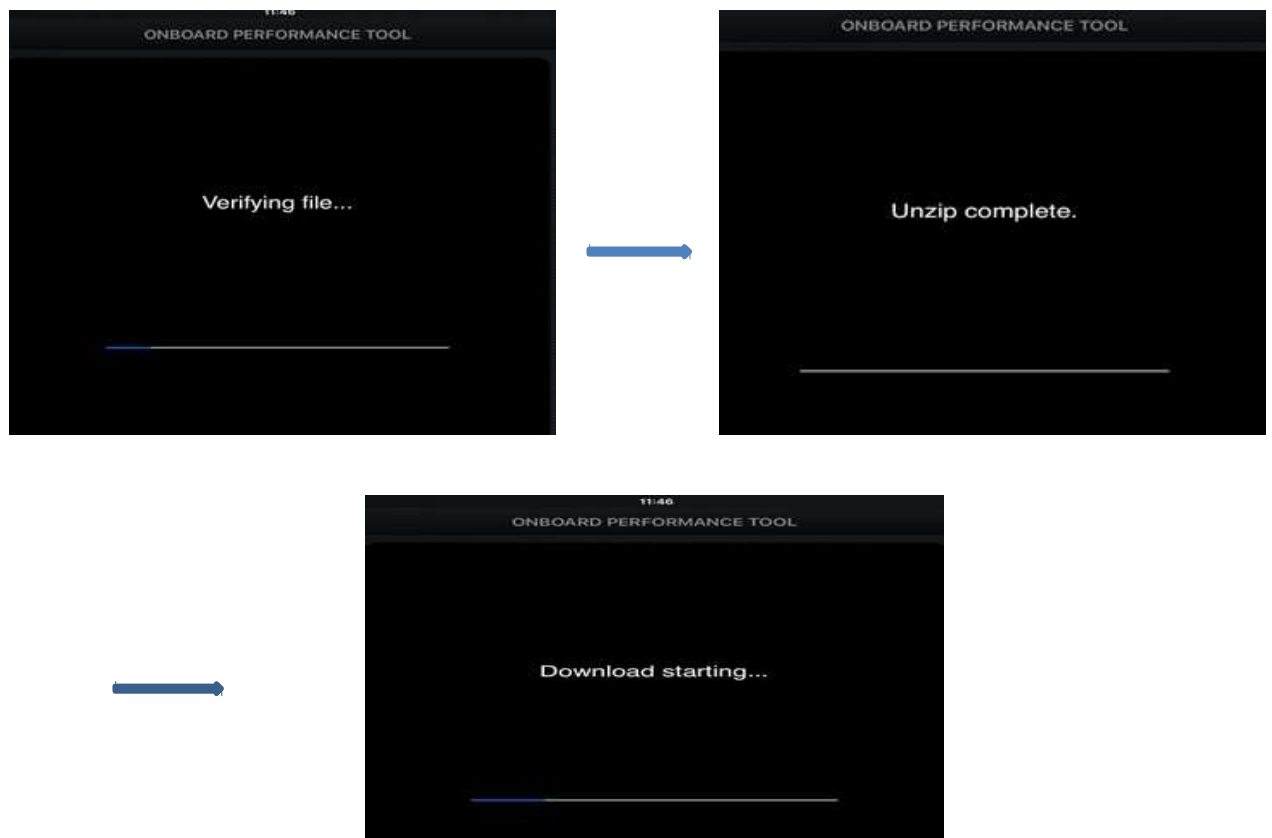 11:46
ONBOARD PERFORMANCE TOOL
Verifying file...
ONBOARD PERFORMANCE TOOL
Unzip complete.
11:46
ONBOARD PERFORMANCE TOOL
Download starting...